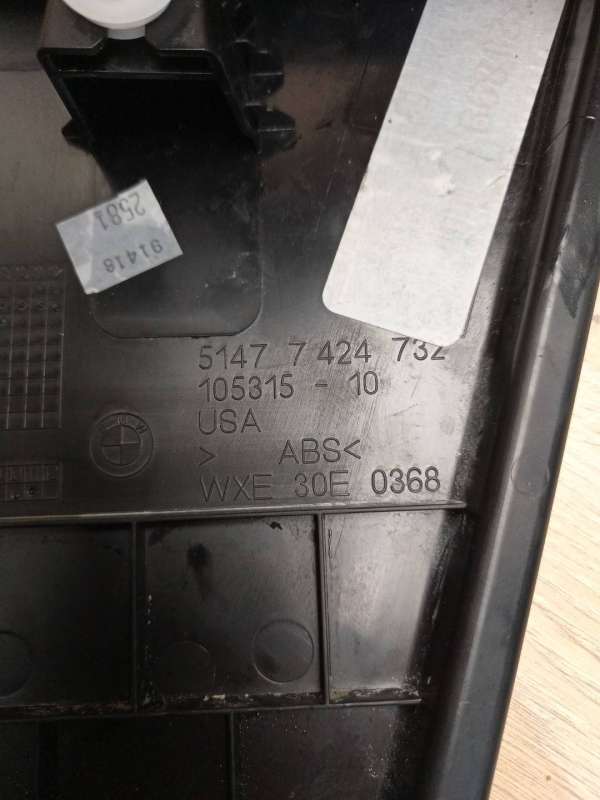 2581
91418
5147 7 424 732
105315 - 10
USA
> ABS<
WXE 30E 0368